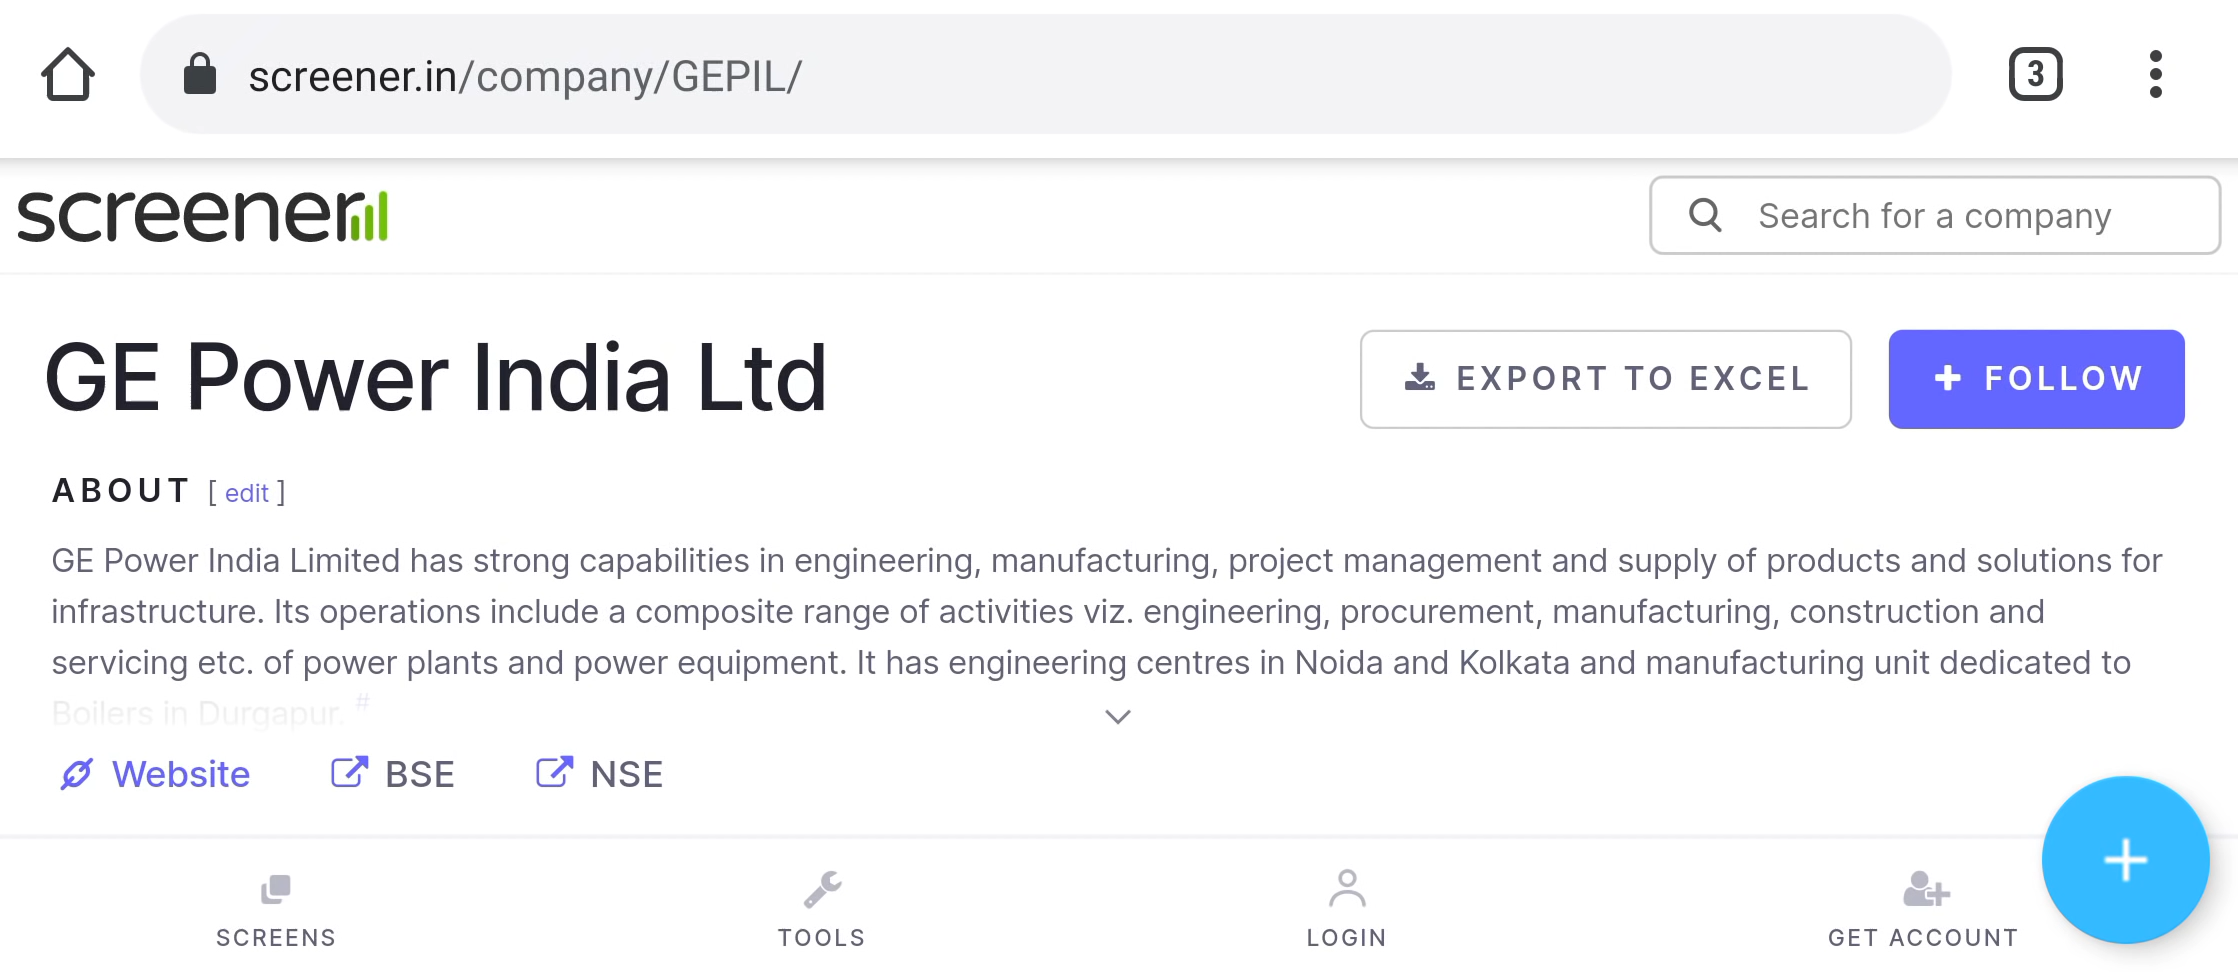 screener.in/company/GEPIL/
3
screener
Search for a company
GE Power India Ltd
EXPORT TO EXCEL
+ FOLLOW
ABOUT [ edit ]
GE Power India Limited has strong capabilities in engineering, manufacturing, project management and supply of products and solutions for
infrastructure. Its operations include a composite range of activities viz. engineering, procurement, manufacturing, construction and
servicing etc. of power plants and power equipment. It has engineering centres in Noida and Kolkata and manufacturing unit dedicated to
Boilers in Durgapur. #
Website BSE NSE
SCREENS TOOLS LOGIN GET ACCOUNT